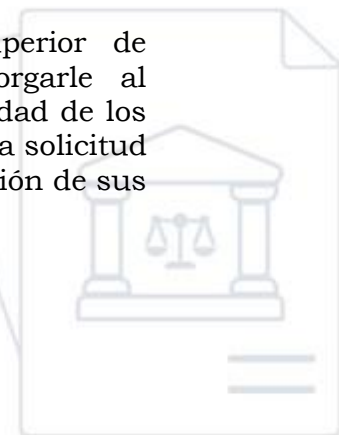 perior de
orgarle al
dad de los
a solicitud
ión de sus